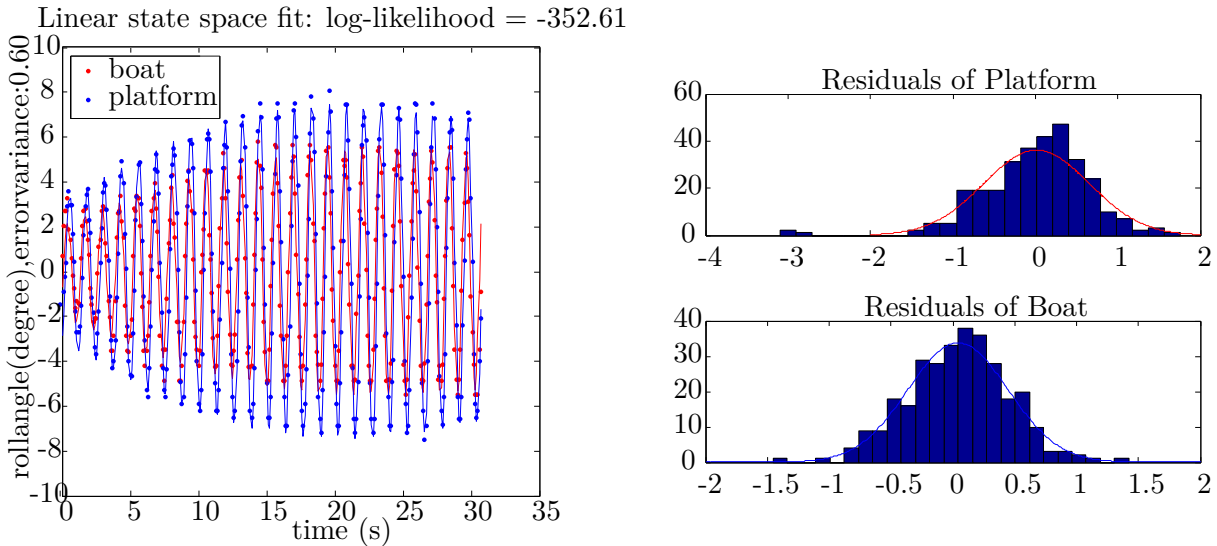 Linear state space fit: log-likelihood = -352.61
rollangle(degree),errorvariance:0.60
10
8
6
4
2
0
-2
-4
-6
-8
-10
boat
platform
0 5 10 15 20 25 30 35
time (s)
Residuals of Platform
60
40
20
0
-4 -3 -2 -1 0 1 2
Residuals of Boat
40
30
20
10
0
-2 -1.5 -1 -0.5 0 0.5 1 1.5 2